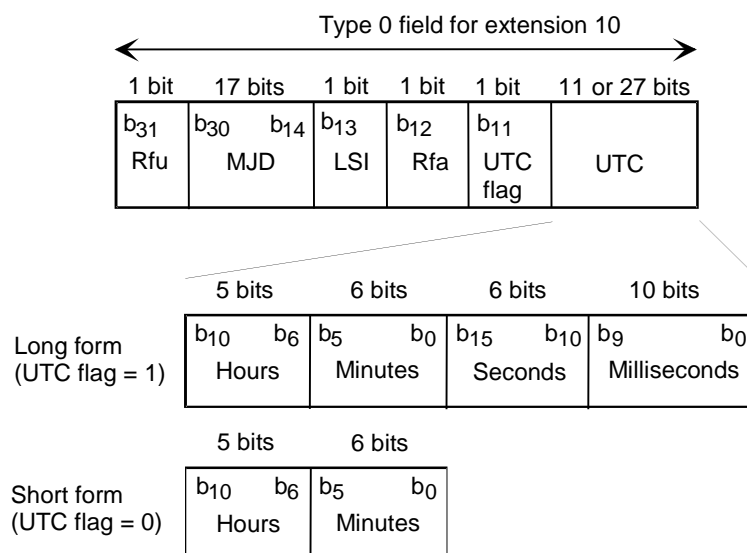 Type 0 field for extension 10
1 bit 17 bits 1 bit 1 bit 1 bit 11 or 27 bits
b31 b30 b14 b13 b12 b11
Rfu MJD LSI Rfa UTC flag UTC
5 bits 6 bits 6 bits 10 bits
b10 b6 b5 b0 b15 b10 b9 b0
Long form
(UTC flag = 1)
Hours Minutes Seconds Milliseconds
5 bits 6 bits
b10 b6 b5 b0
Short form
(UTC flag = 0)
Hours Minutes